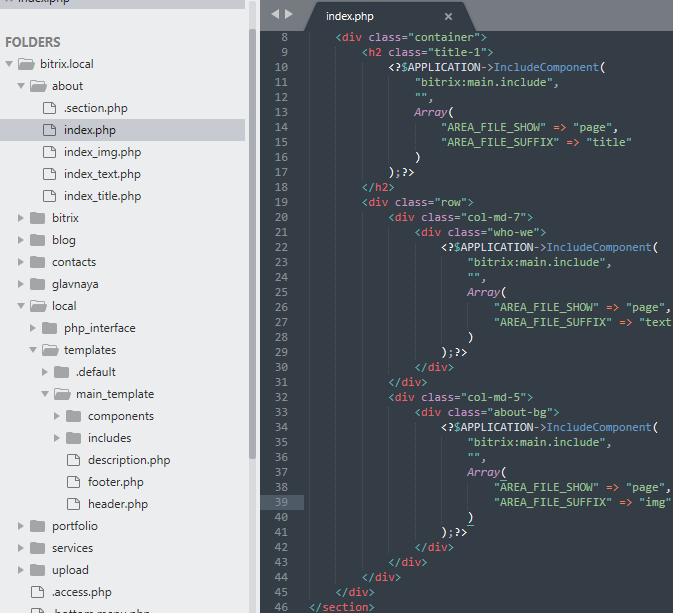 index.php
FOLDERS
bitrix.local
about
.section.php
index.php
index_img.php
index_text.php
index_title.php
bitrix
blog
contacts
glavnaya
local
php_interface
templates
.default
main_template
components
includes
description.php
footer.php
header.php
portfolio
services
upload
.access.php
.bottom.menu.php
index.php ×
8 <div class="container">
9 <h2 class="title-1">
10 <?$APPLICATION->IncludeComponent(
11 "bitrix:main.include",
12 "",
13 Array(
14 "AREA_FILE_SHOW" => "page",
15 "AREA_FILE_SUFFIX" => "title"
16 )
17 );?>
18 </h2>
19 <div class="row">
20 <div class="col-md-7">
21 <div class="who-we">
22 <?$APPLICATION->IncludeComponent(
23 "bitrix:main.include",
24 "",
25 Array(
26 "AREA_FILE_SHOW" => "page",
27 "AREA_FILE_SUFFIX" => "text
28 )
29 );?>
30 </div>
31 </div>
32 <div class="col-md-5">
33 <div class="about-bg">
34 <?$APPLICATION->IncludeComponent(
35 "bitrix:main.include",
36 "",
37 Array(
38 "AREA_FILE_SHOW" => "page",
39 "AREA_FILE_SUFFIX" => "img"
40 )
41 );?>
42 </div>
43 </div>
44 </div>
45 </div>
46 </section>